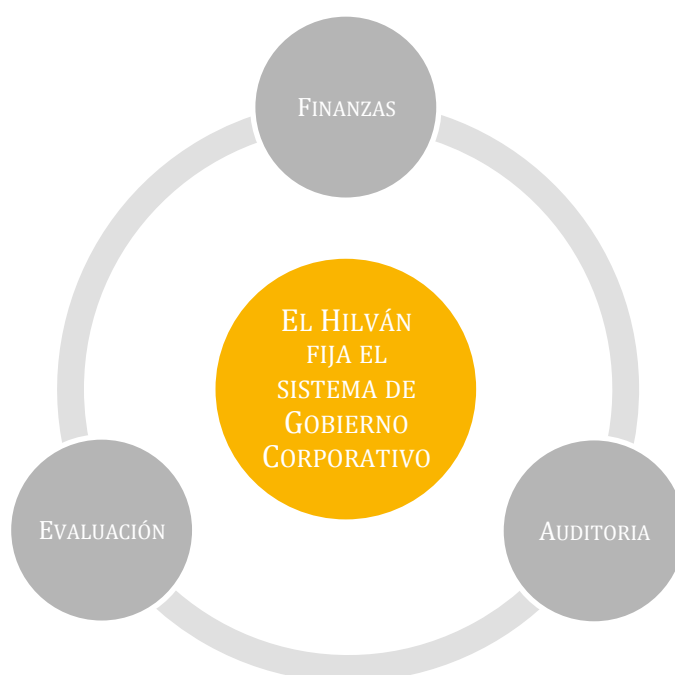 Finanzas
El Hilván
fija el
sistema de
Gobierno
Corporativo
Evaluación
Auditoria